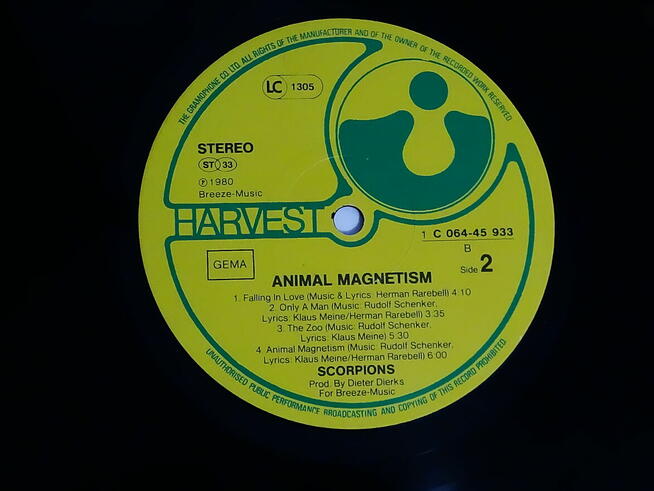 THE GRAMOPHONE CO LTD. ALL RIGHTS OF THE MANUFACTURER AND OF THE OWNER OF THE RECORDED WORK RESERVED
LC 1305
STEREO
ST 33
℗ 1980
Breeze-Music
HARVEST
1 C 064-45 933
B
GEMA
Side 2
ANIMAL MAGNETISM
1. Falling In Love (Music & Lyrics: Herman Rarebell) 4:10
2. Only A Man (Music: Rudolf Schenker,
Lyrics: Klaus Meine/Herman Rarebell) 3:35
3. The Zoo (Music: Rudolf Schenker,
Lyrics: Klaus Meine) 5:30
4. Animal Magnetism (Music: Rudolf Schenker,
Lyrics: Klaus Meine/Herman Rarebell) 6:00
SCORPIONS
Prod. By Dieter Dierks
For Breeze-Music
UNAUTHORISED PUBLIC PERFORMANCE BROADCASTING AND COPYING OF THIS RECORD PROHIBITED